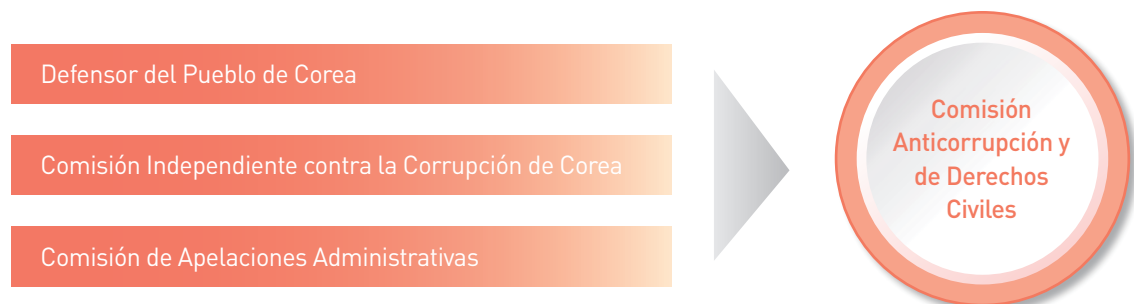 Defensor del Pueblo de Corea
Comisión Independiente contra la Corrupción de Corea
Comisión de Apelaciones Administrativas
Comisión
Anticorrupción y
de Derechos
Civiles